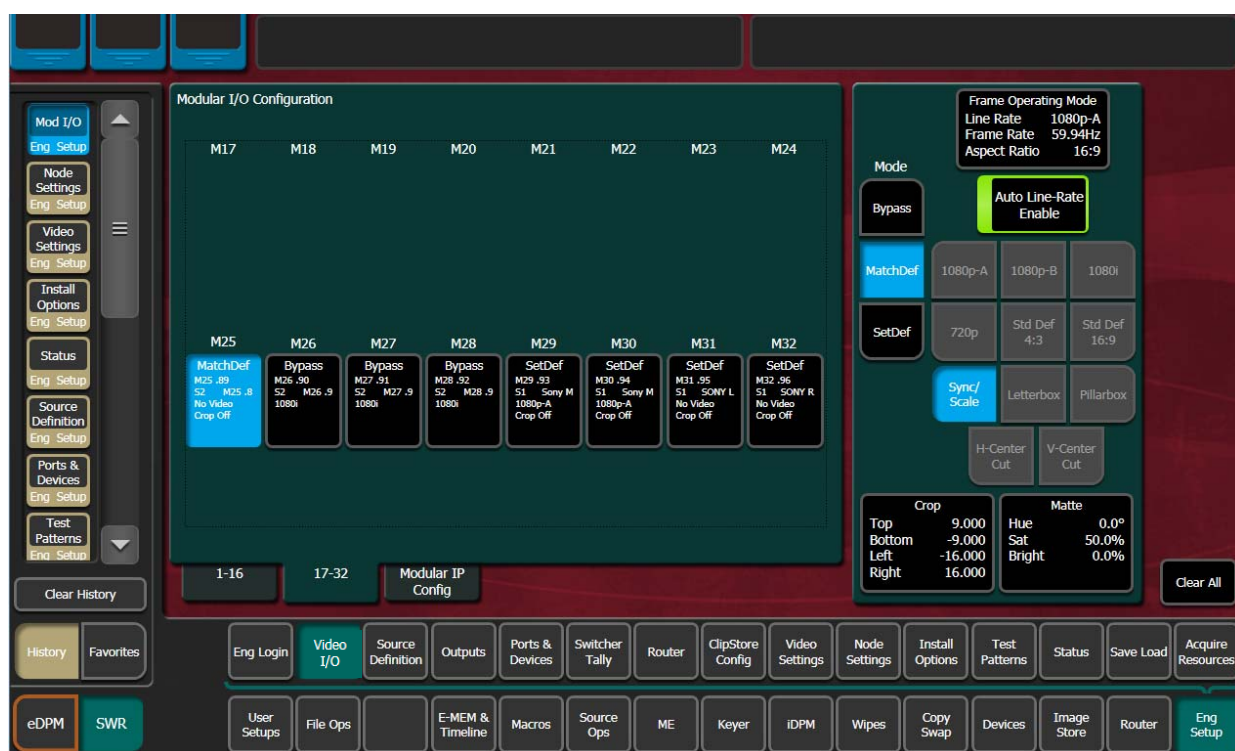 Mod I/O
Eng Setup
Node
Settings
Eng Setup
Video
Settings
Eng Setup
Install
Options
Eng Setup
Status
Eng Setup
Source
Definition
Eng Setup
Ports &
Devices
Eng Setup
Test
Patterns
Eng Setup
Clear History
History
Favorites
eDPM
SWR
Modular I/O Configuration
M17 M18 M19 M20 M21 M22 M23 M24
M25 M26 M27 M28 M29 M30 M31 M32
MatchDef
M25 .89
S2 M25 .8
No Video
Crop Off
Bypass
M26 .90
S2 M26 .9
1080i
Bypass
M27 .91
S2 M27 .9
1080i
Bypass
M28 .92
S2 M28 .9
1080i
SetDef
M29 .93
S1 Sony M
1080p-A
Crop Off
SetDef
M30 .94
S1 Sony M
1080p-A
Crop Off
SetDef
M31 .95
S1 SONY L
No Video
Crop Off
SetDef
M32 .96
S1 SONY R
No Video
Crop Off
1-16
17-32
Modular IP
Config
Frame Operating Mode
Line Rate 1080p-A
Frame Rate 59.94Hz
Aspect Ratio 16:9
Mode
Bypass
Auto Line-Rate
Enable
MatchDef
1080p-A
1080p-B
1080i
SetDef
720p
Std Def
4:3
Std Def
16:9
Sync/
Scale
Letterbox
Pillarbox
H-Center
Cut
V-Center
Cut
Crop
Top 9.000
Bottom -9.000
Left -16.000
Right 16.000
Matte
Hue 0.0°
Sat 50.0%
Bright 0.0%
Clear All
Eng Login
Video
I/O
Source
Definition
Outputs
Ports &
Devices
Switcher
Tally
Router
ClipStore
Config
Video
Settings
Node
Settings
Install
Options
Test
Patterns
Status
Save Load
Acquire
Resources
User
Setups
File Ops
E-MEM &
Timeline
Macros
Source
Ops
ME
Keyer
iDPM
Wipes
Copy
Swap
Devices
Image
Store
Router
Eng
Setup